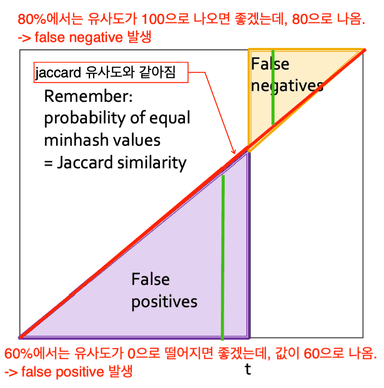 80%에서는 유사도가 100으로 나오면 좋겠는데, 80으로 나옴.
-> false negative 발생
jaccard 유사도와 같아짐
False
negatives
Remember:
probability of equal
minhash values
= Jaccard similarity
False
positives
60%에서는 유사도가 0으로 떨어지면 좋겠는데, 값이 60으로 나옴.
-> false positive 발생
t